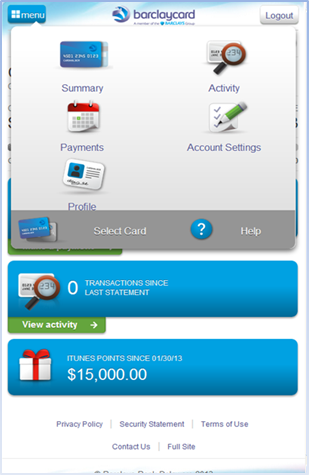 menu
barclaycard
A member of the BARCLAYS Group
Logout
Summary
Activity
Payments
Account Settings
Profile
Select Card
? Help
0 TRANSACTIONS SINCE
LAST STATEMENT
View activity
ITUNES POINTS SINCE 01/30/13
$15,000.00
Privacy Policy | Security Statement | Terms of Use
Contact Us | Full Site